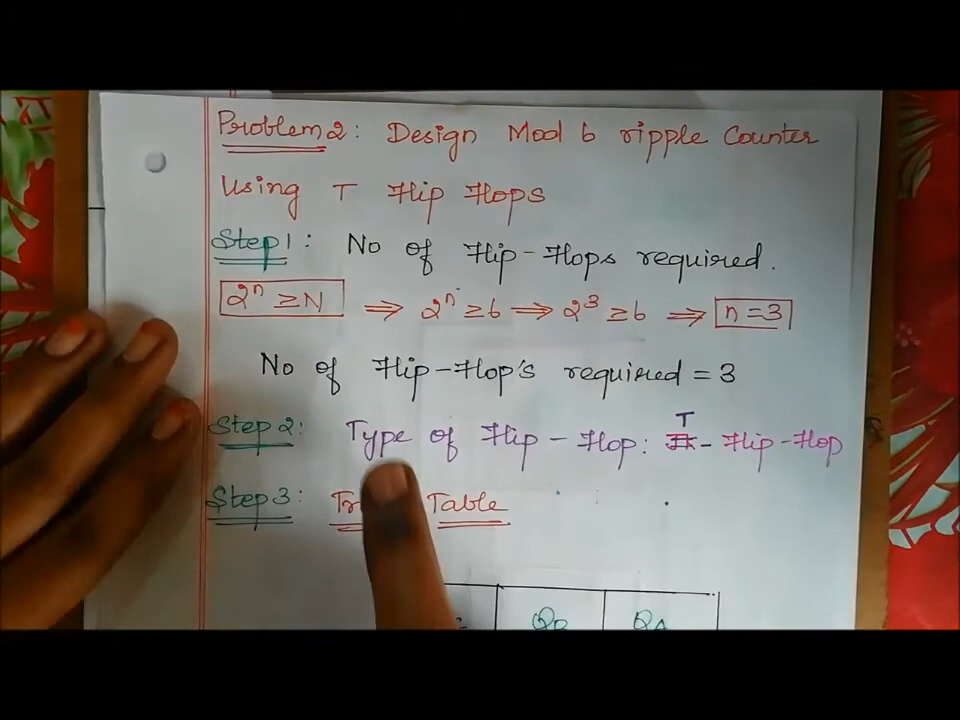 Problem 2: Design Mod 6 ripple Counter
Using T Flip Flops
Step 1: No of Flip-Flops required.
2ⁿ ≥ N ⇒ 2ⁿ ≥ 6 ⇒ 2³ ≥ 6 ⇒ n = 3
No of Flip-Flop's required = 3
T
Step 2: Type of Flip-Flop: - Flip-Flop
Step 3: Table
Q_B Q_A